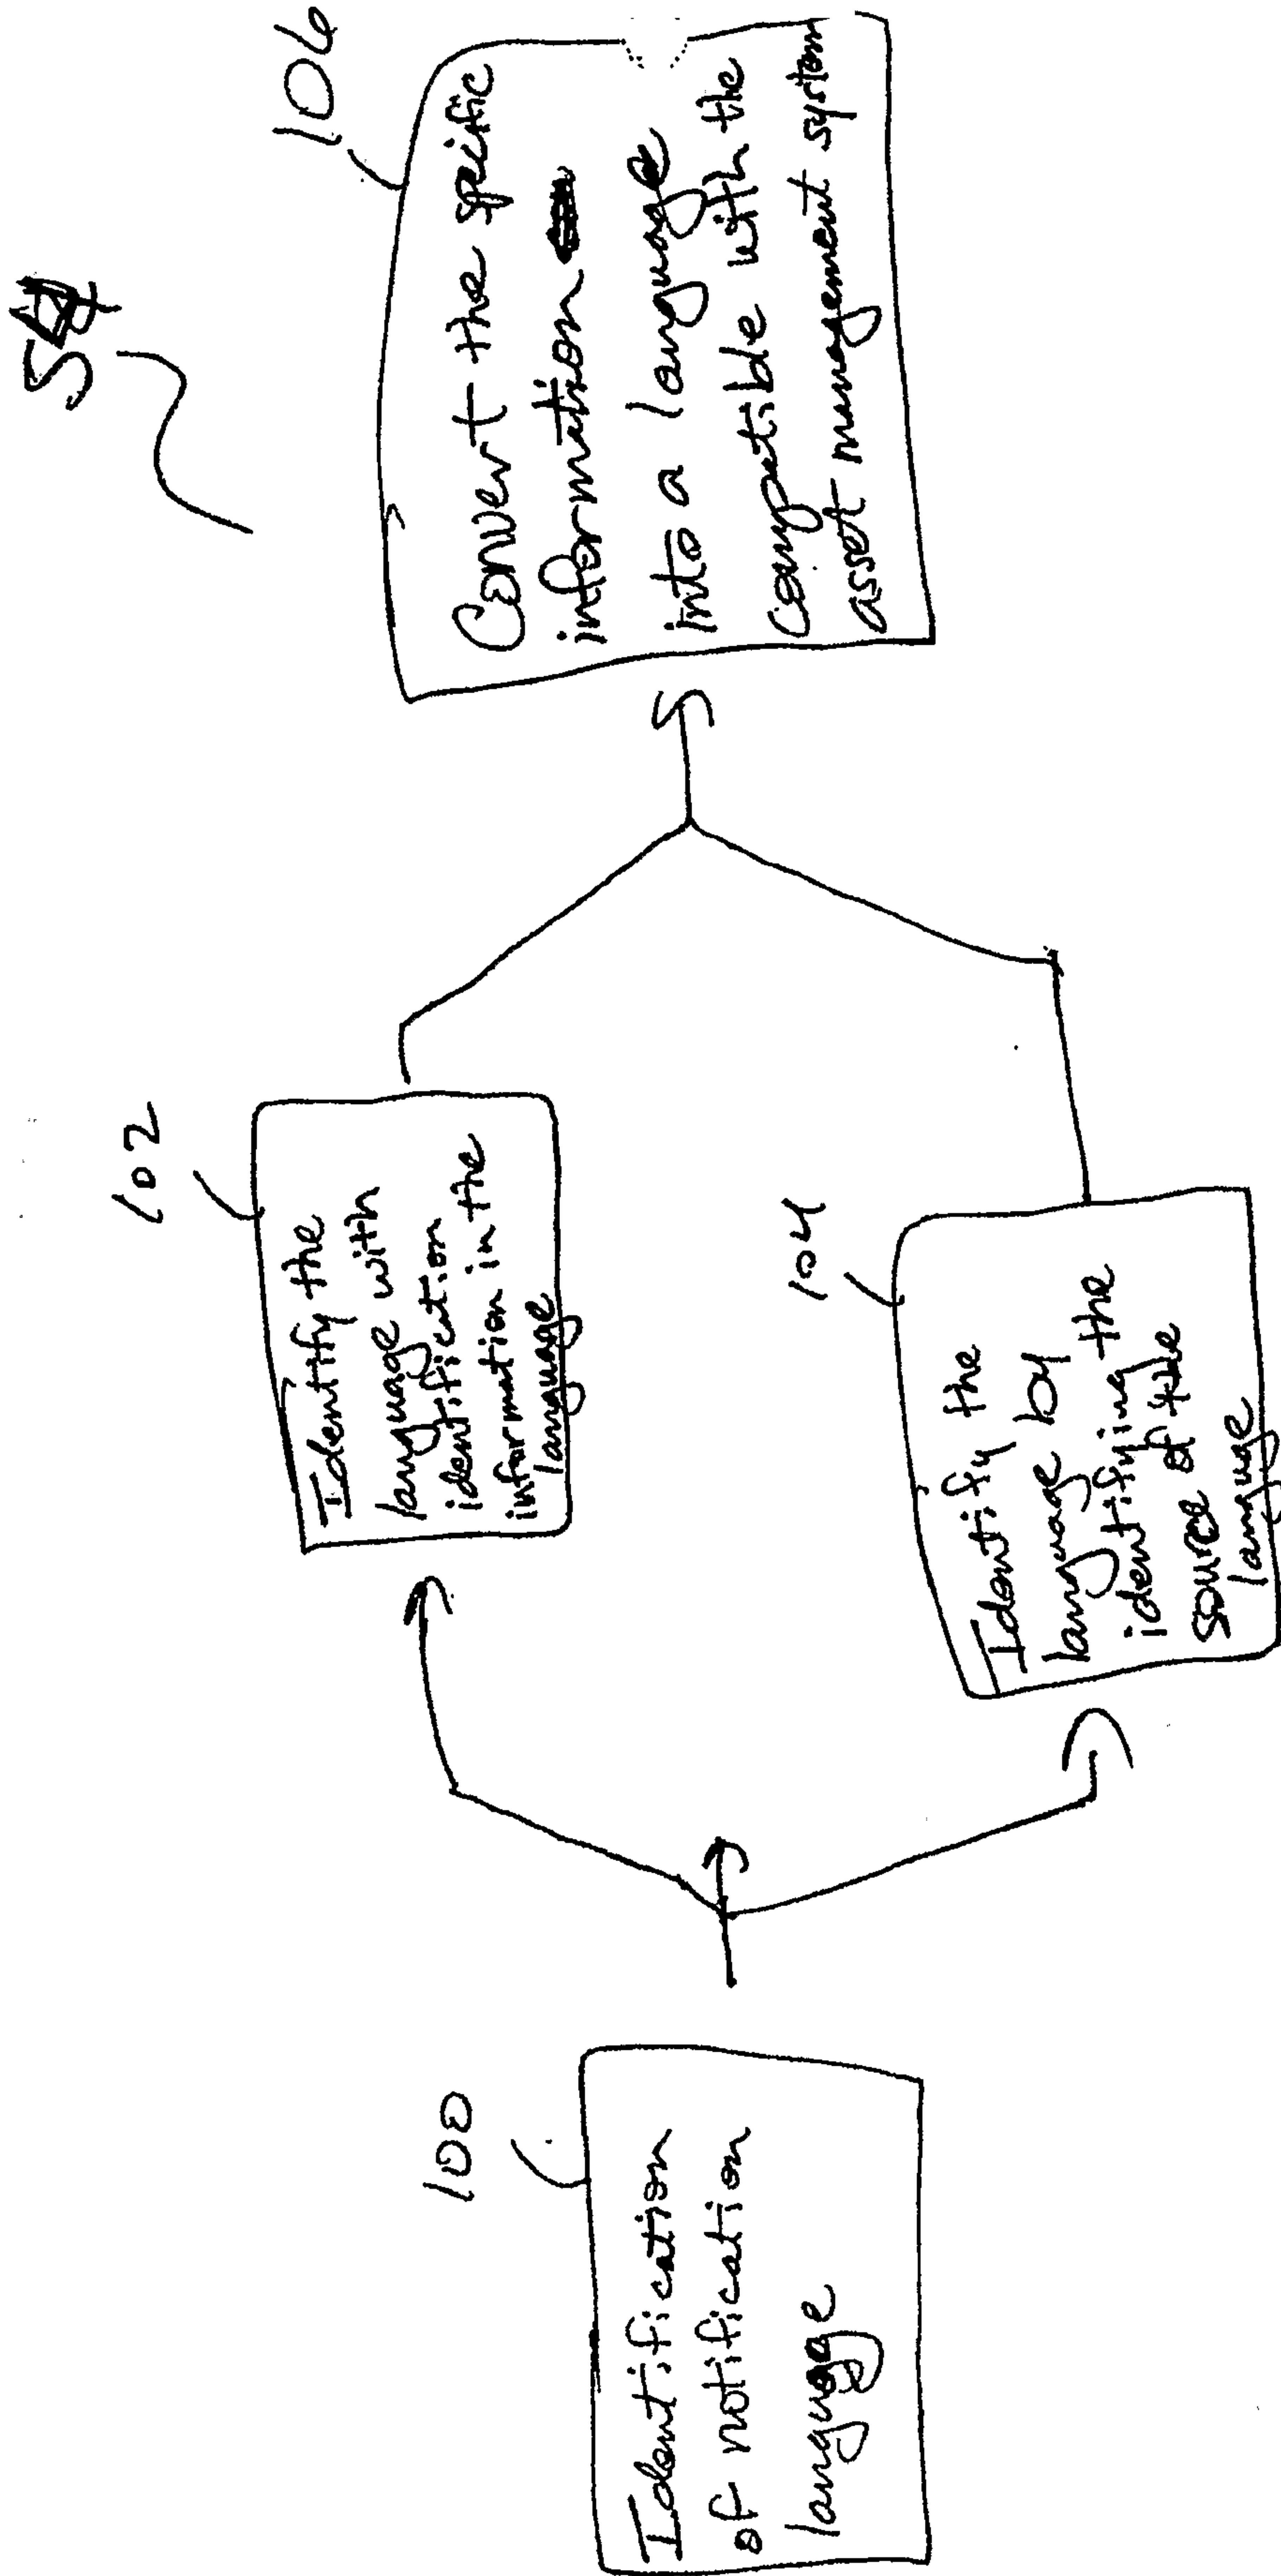 100
Identification
of notification
language
102
Identify the
language with
identification
information in the
language
104
Identify the
language by
identifying the
source of the
language
106
Convert the specific
information
into a language
compatible with the
asset management system